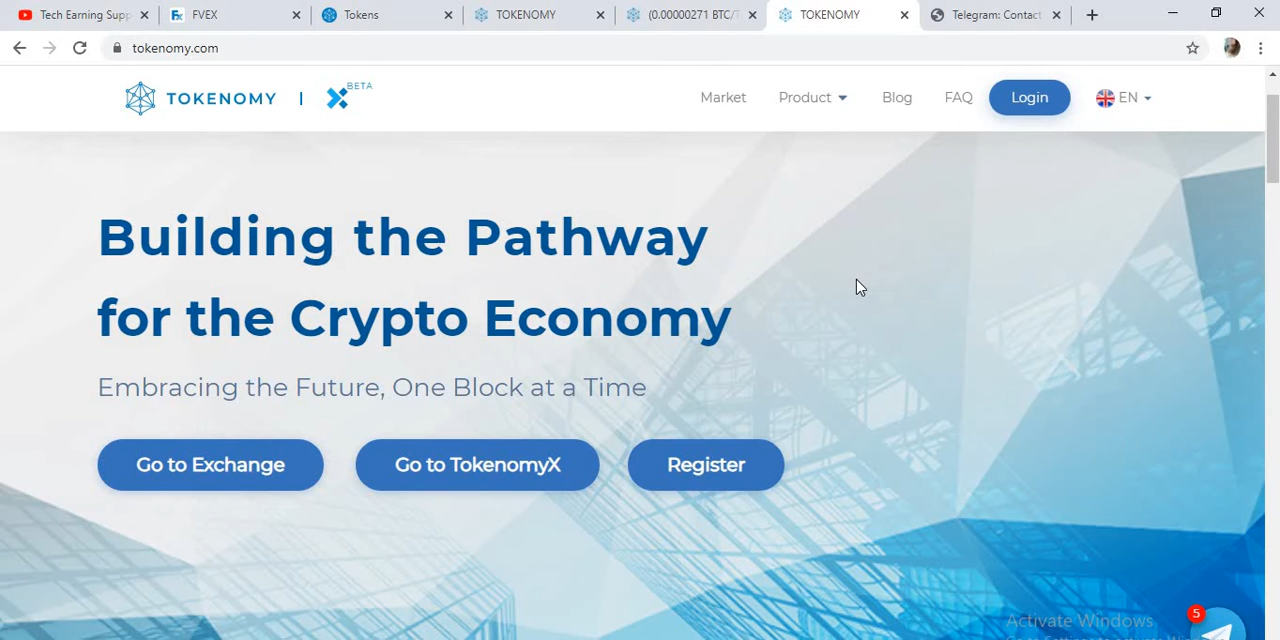 Tech Earning Supp
FVEX
Tokens
TOKENOMY
(0.00000271 BTC/
TOKENOMY
Telegram: Contact
tokenomy.com
TOKENOMY
BETA
Market
Product
Blog
FAQ
Login
EN
Building the Pathway
for the Crypto Economy
Embracing the Future, One Block at a Time
Go to Exchange
Go to TokenomyX
Register
5
Activate Windows